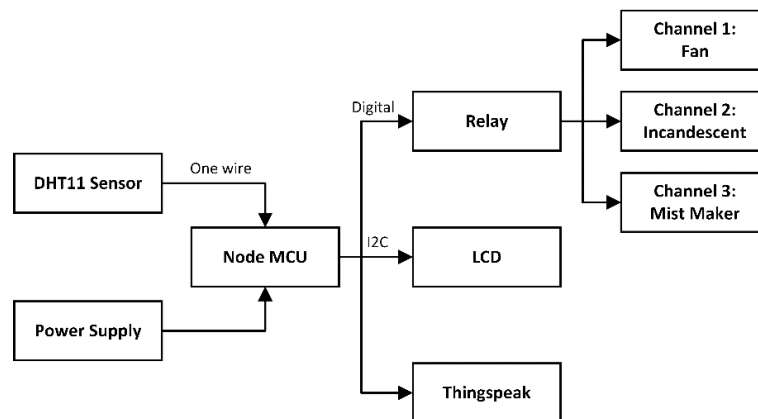 Channel 1:
Fan
Digital
Relay
Channel 2:
Incandescent
One wire
DHT11 Sensor
Channel 3:
Mist Maker
Node MCU
I2C
LCD
Power Supply
Thingspeak